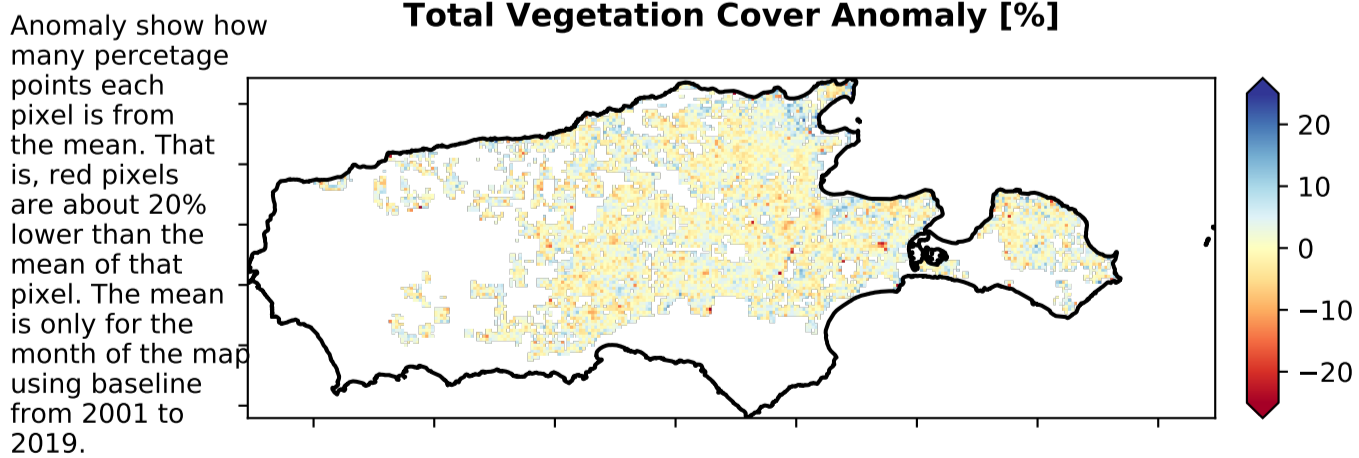 Total Vegetation Cover Anomaly [%]
Anomaly show how
many percetage
points each
pixel is from
the mean. That
is, red pixels
are about 20%
lower than the
mean of that
pixel. The mean
is only for the
month of the map
using baseline
from 2001 to
2019.
20
10
0
−10
−20